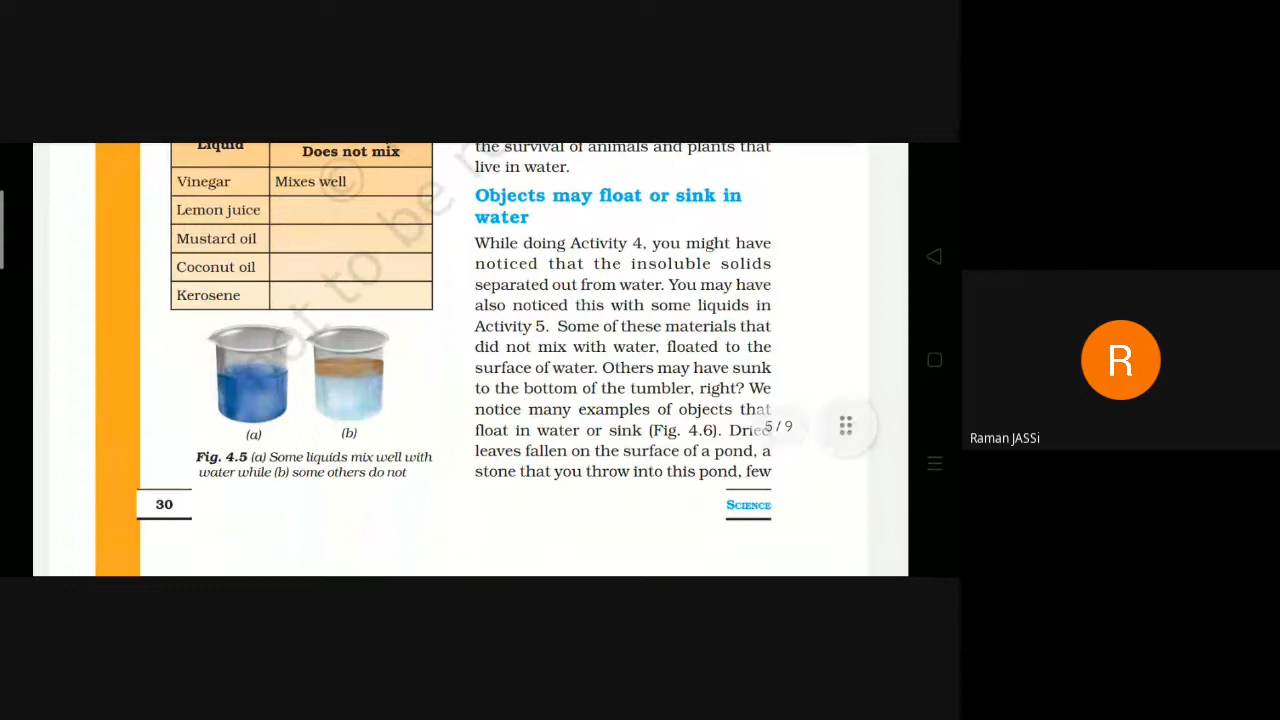 Liquid
Does not mix
Vinegar
Mixes well
Lemon juice
Mustard oil
Coconut oil
Kerosene
(a)
(b)
Fig. 4.5 (a) Some liquids mix well with
water while (b) some others do not
30
the survival of animals and plants that
live in water.
Objects may float or sink in
water
While doing Activity 4, you might have
noticed that the insoluble solids
separated out from water. You may have
also noticed this with some liquids in
Activity 5. Some of these materials that
did not mix with water, floated to the
surface of water. Others may have sunk
to the bottom of the tumbler, right? We
notice many examples of objects that
float in water or sink (Fig. 4.6). Dried
leaves fallen on the surface of a pond, a
stone that you throw into this pond, few
SCIENCE
5/9
R
Raman JASSi
©
not to be r